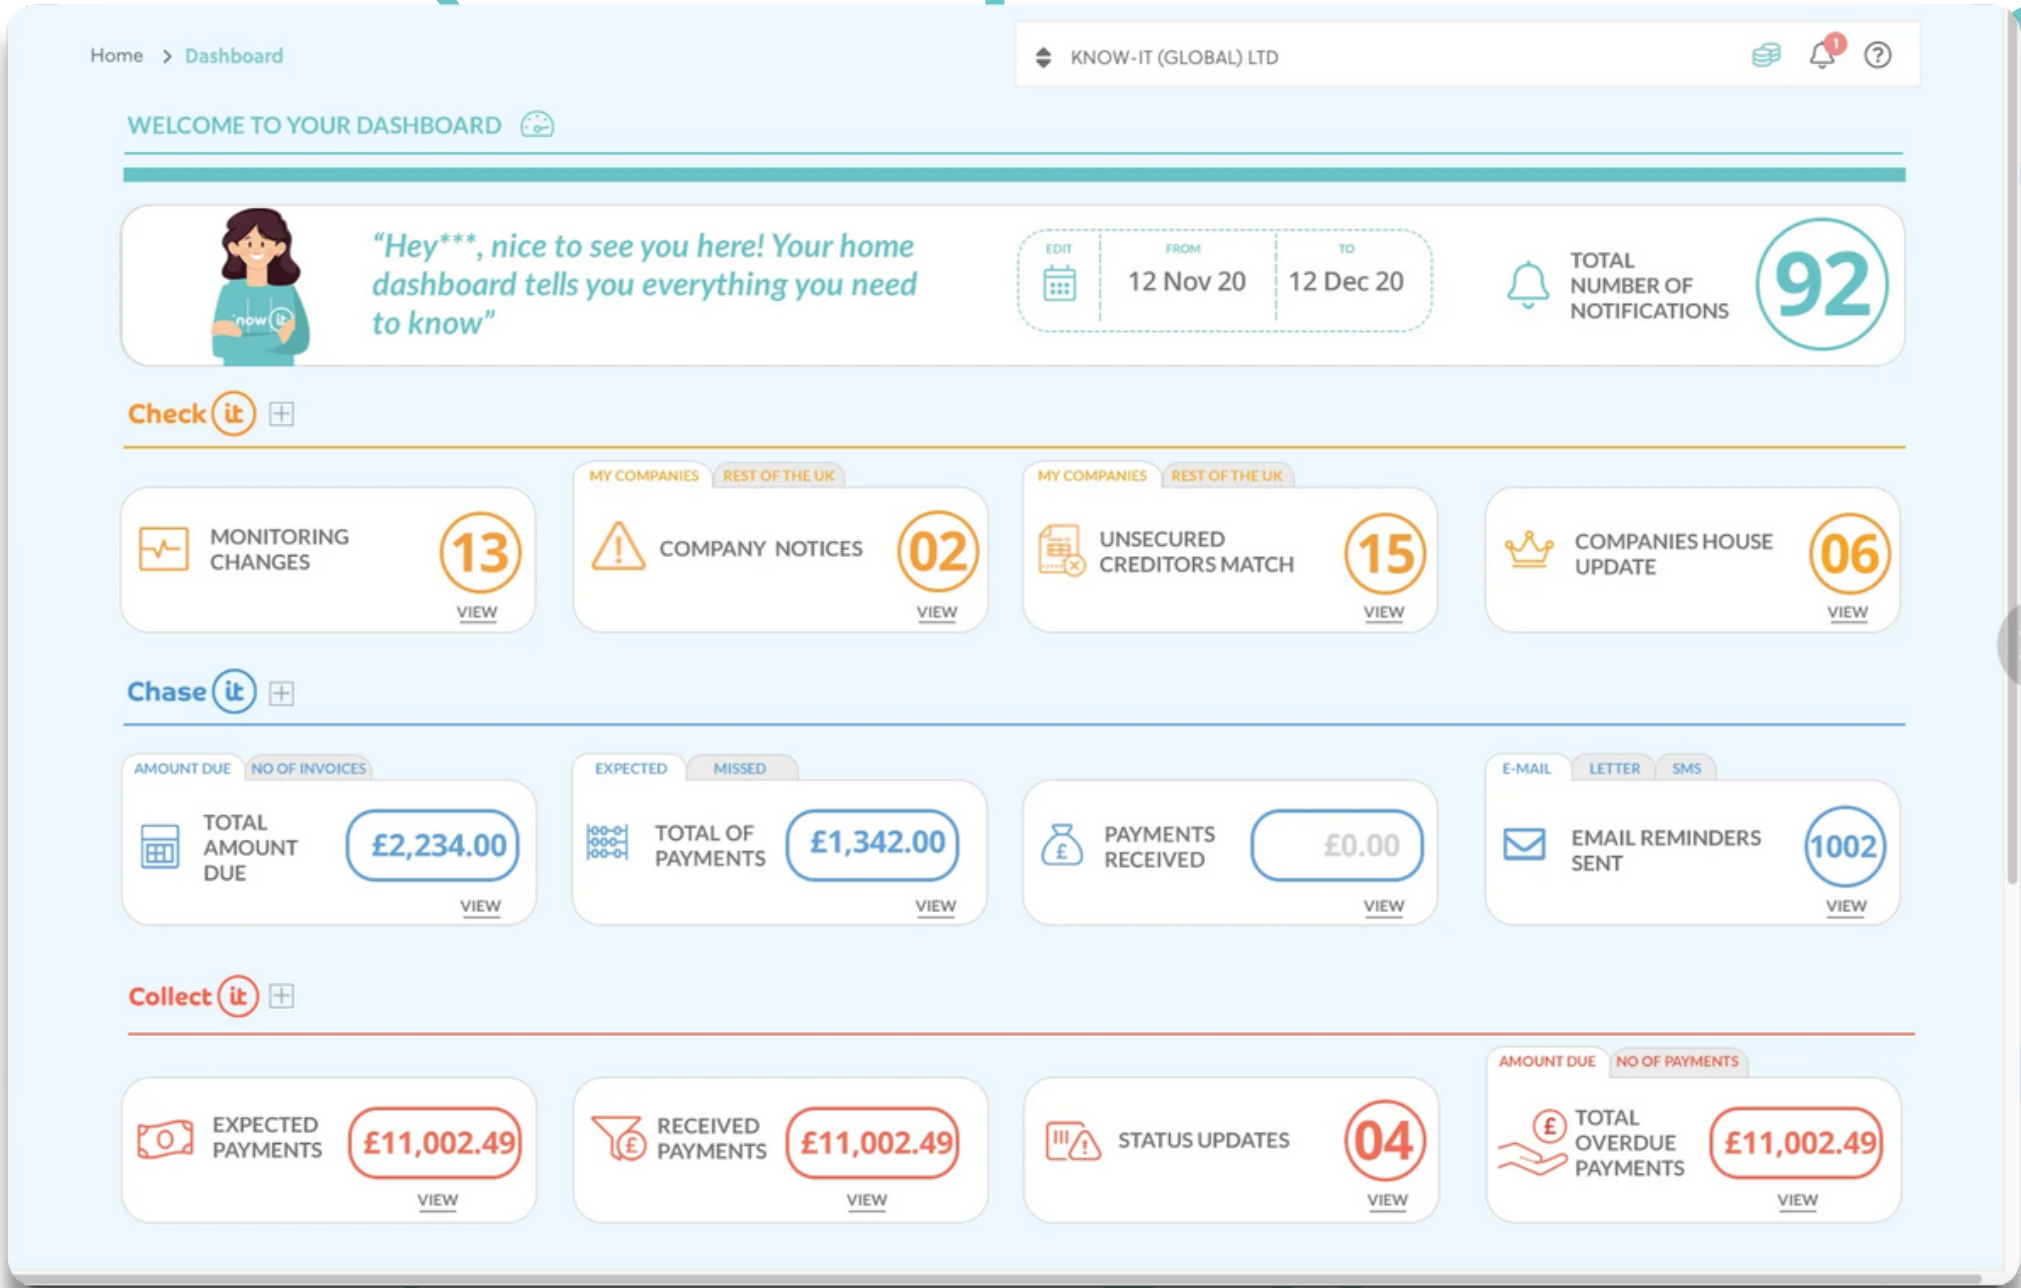 Home > Dashboard
KNOW-IT (GLOBAL) LTD
1
?
WELCOME TO YOUR DASHBOARD
“Hey***, nice to see you here! Your home
dashboard tells you everything you need
to know”
now it
EDIT
FROM
12 Nov 20
TO
12 Dec 20
TOTAL
NUMBER OF
NOTIFICATIONS
92
Check it
MONITORING
CHANGES
13
VIEW
MY COMPANIES
REST OF THE UK
COMPANY NOTICES
02
VIEW
MY COMPANIES
REST OF THE UK
UNSECURED
CREDITORS MATCH
15
VIEW
COMPANIES HOUSE
UPDATE
06
VIEW
Chase it
AMOUNT DUE
NO OF INVOICES
TOTAL
AMOUNT
DUE
£2,234.00
VIEW
EXPECTED
MISSED
TOTAL OF
PAYMENTS
£1,342.00
VIEW
£
PAYMENTS
RECEIVED
£0.00
VIEW
E-MAIL
LETTER
SMS
EMAIL REMINDERS
SENT
1002
VIEW
Collect it
EXPECTED
PAYMENTS
£11,002.49
VIEW
£
RECEIVED
PAYMENTS
£11,002.49
VIEW
STATUS UPDATES
04
VIEW
AMOUNT DUE
NO OF PAYMENTS
£
TOTAL
OVERDUE
PAYMENTS
£11,002.49
VIEW